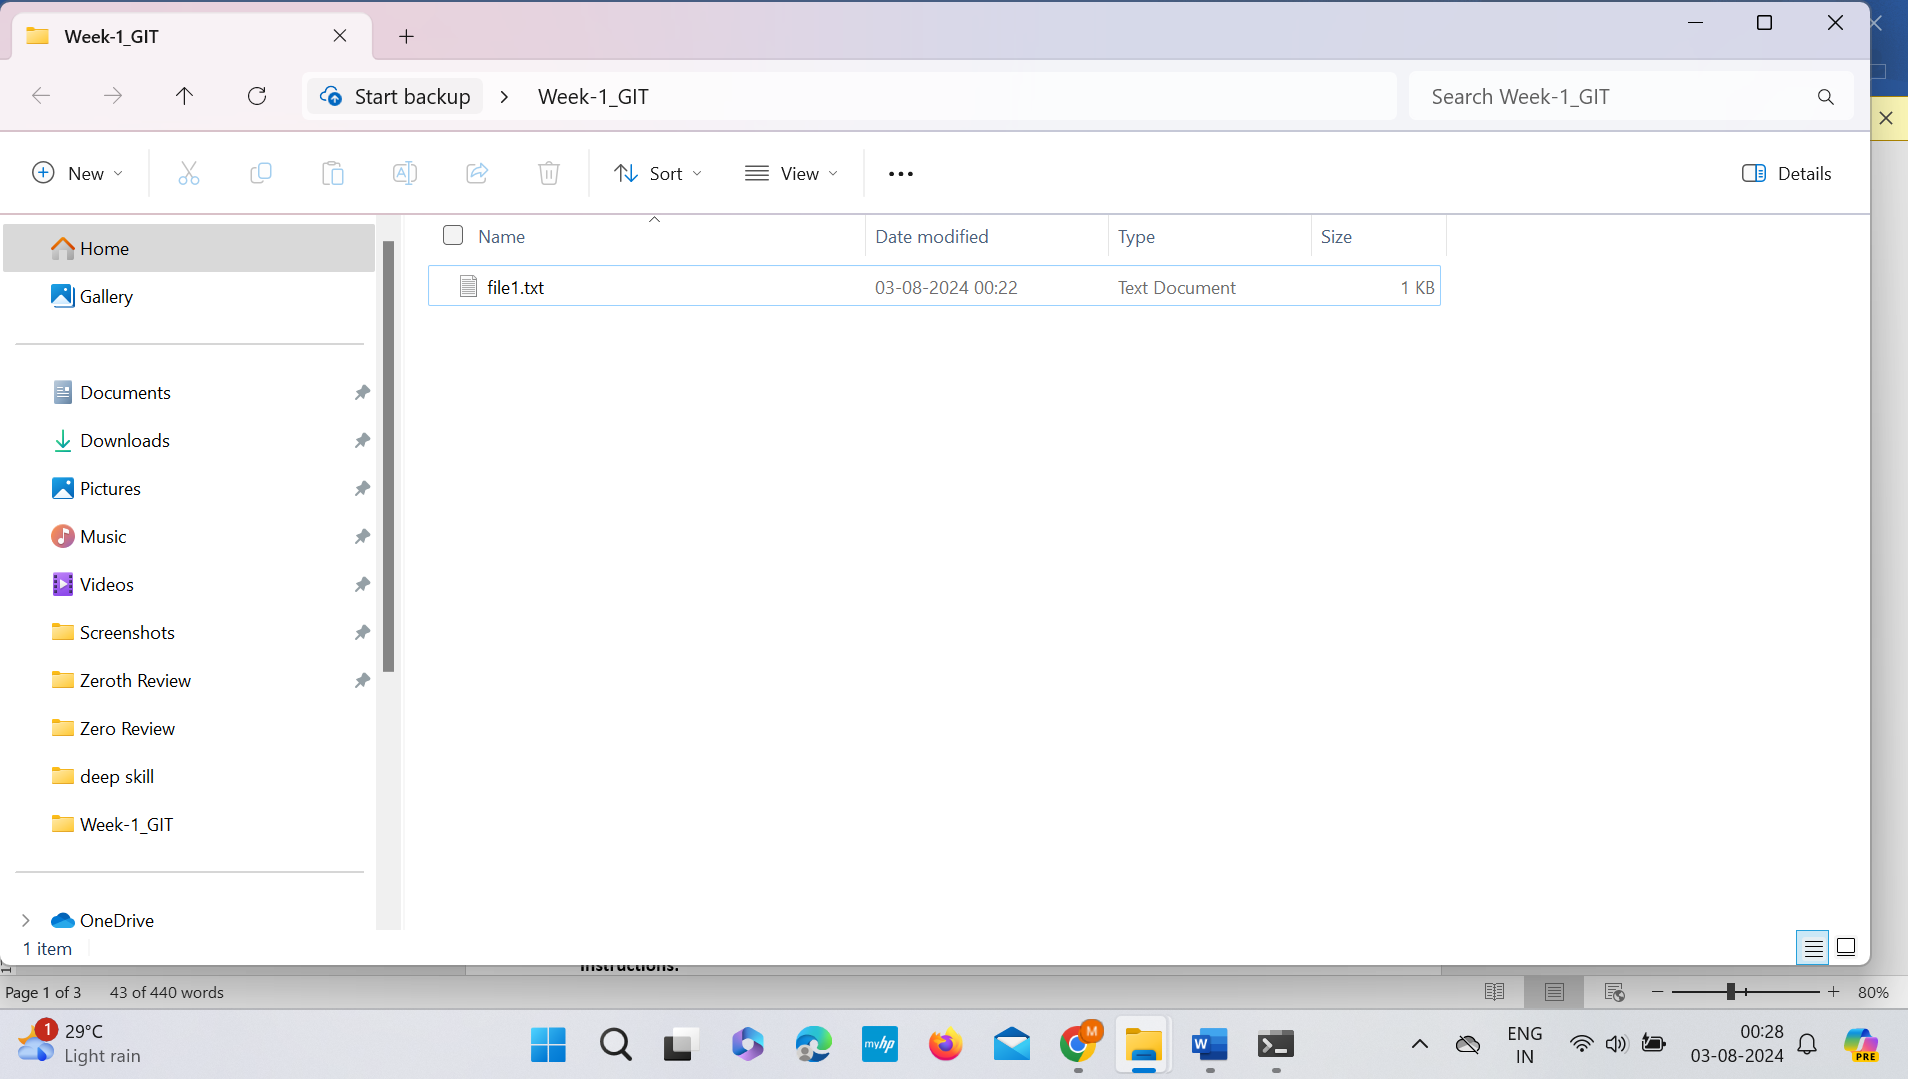 Week-1_GIT
Start backup
Week-1_GIT
Search Week-1_GIT
New
Sort
View
Details
Name
Date modified
Type
Size
file1.txt
03-08-2024 00:22
Text Document
1 KB
Home
Gallery
Documents
Downloads
Pictures
Music
Videos
Screenshots
Zeroth Review
Zero Review
deep skill
Week-1_GIT
OneDrive
1 item
Instructions:
Page 1 of 3
43 of 440 words
80%
1
29°C
Light rain
myhp
M
W
ENG
IN
00:28
03-08-2024
PRE